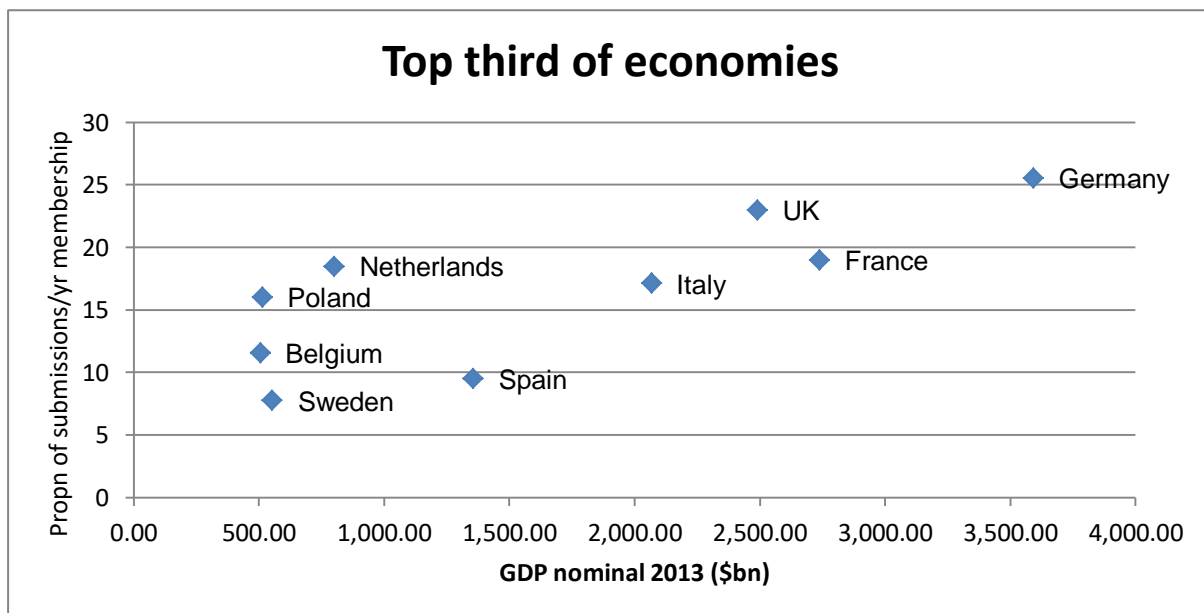 Top third of economies
Propn of submissions/yr membership
30
25
20
15
10
5
0
Germany
UK
France
Netherlands
Italy
Poland
Belgium
Spain
Sweden
0.00 500.00 1,000.00 1,500.00 2,000.00 2,500.00 3,000.00 3,500.00 4,000.00
GDP nominal 2013 ($bn)